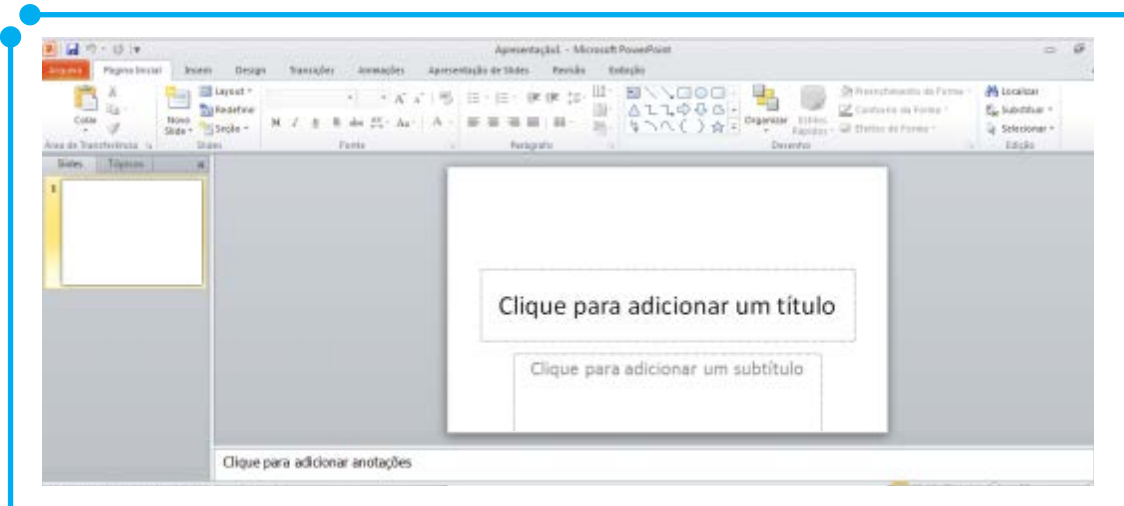 Apresentação1 - Microsoft PowerPoint
Arquivo Página Inicial Inserir Design Transições Animações Apresentação de Slides Revisão Exibição
Colar
Novo Slide
Layout
Redefinir
Seção
Organizar
Estilos Rápidos
Preenchimento da Forma
Contorno da Forma
Efeitos de Forma
Localizar
Substituir
Selecionar
Área de Transferência Slides Fonte Parágrafo Desenho Edição
Slides Tópicos
1
Clique para adicionar um título
Clique para adicionar um subtítulo
Clique para adicionar anotações